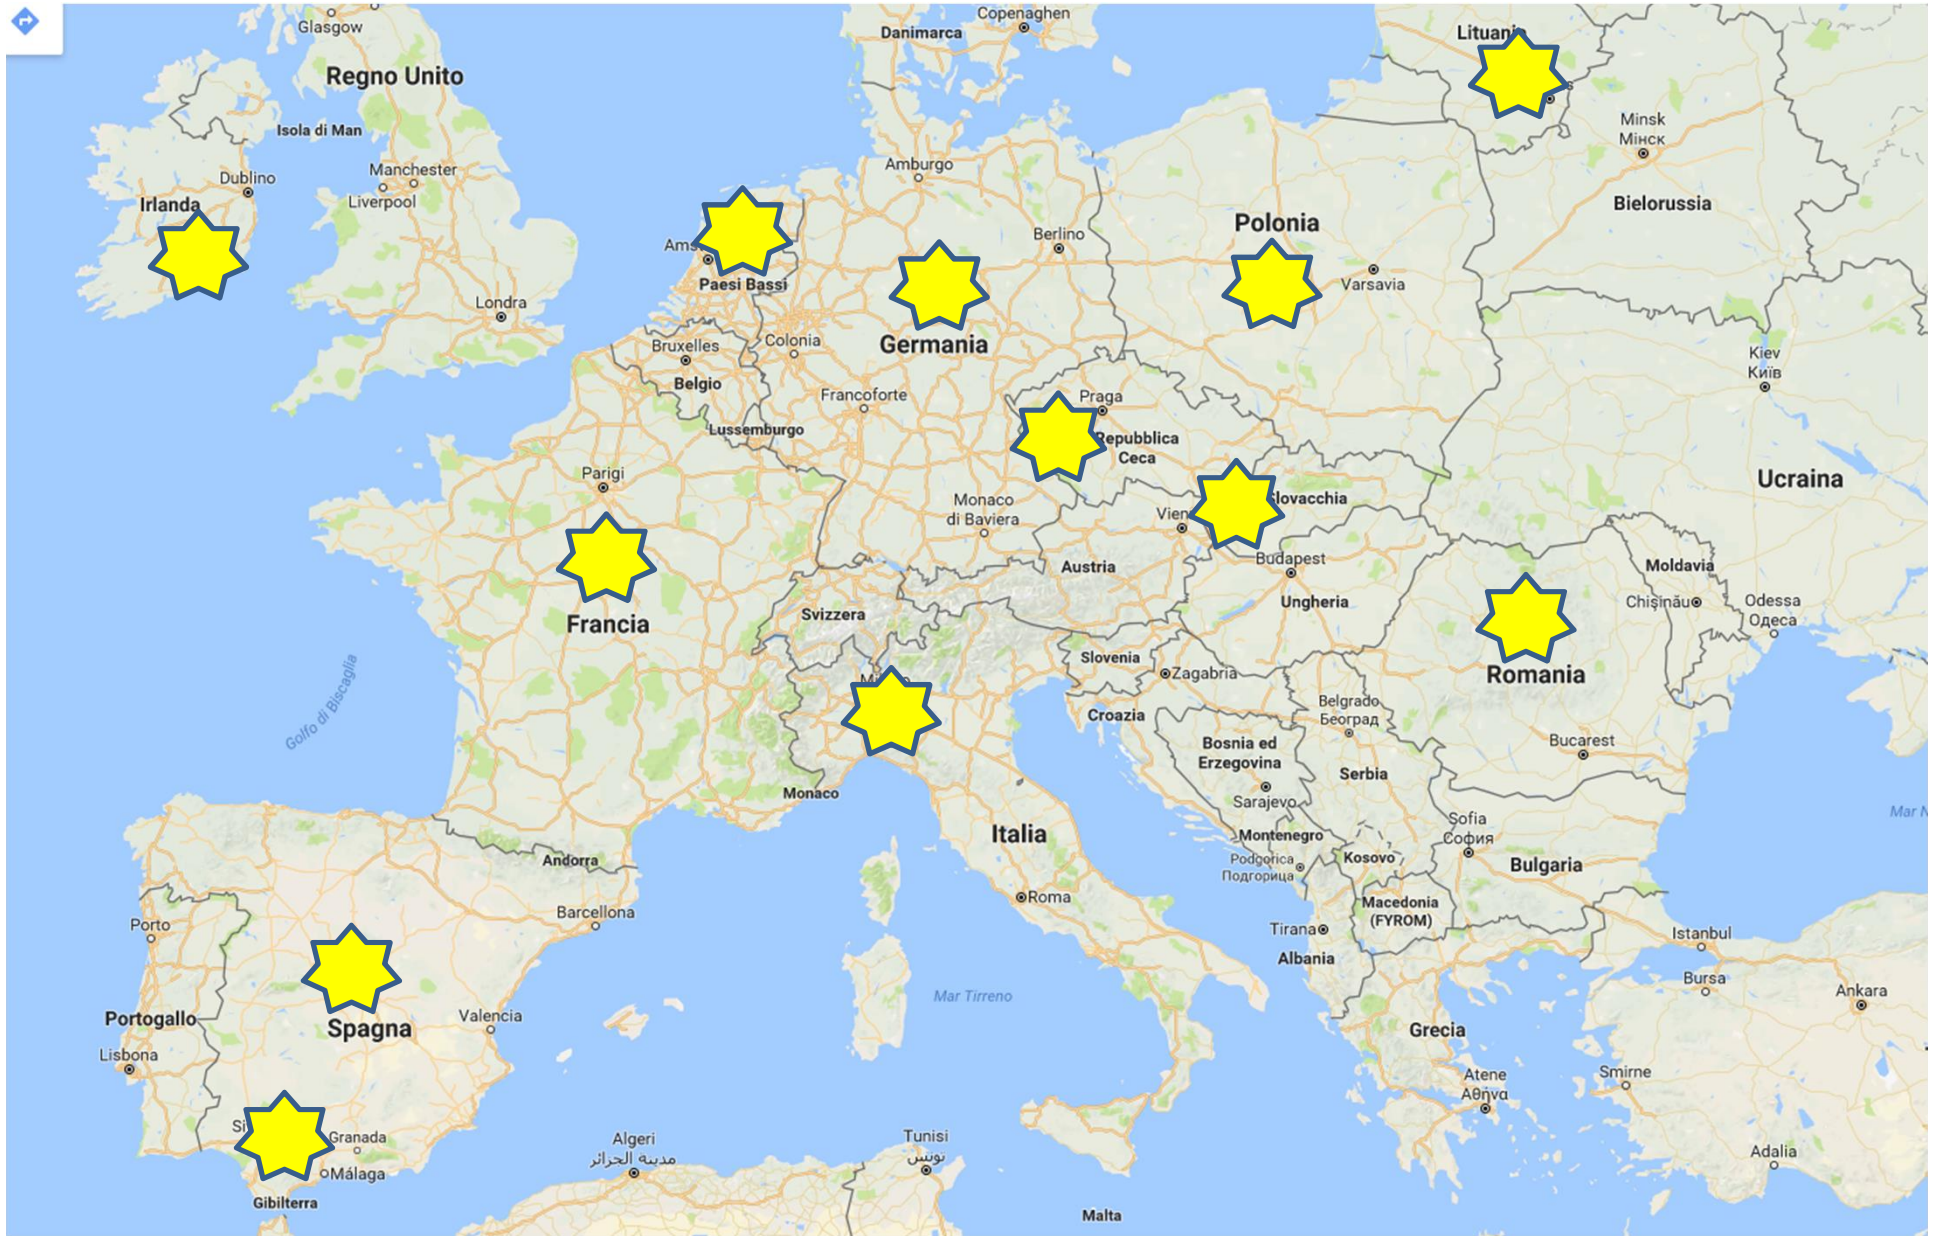 Glasgow
Copenaghen
Danimarca
Regno Unito
Isola di Man
Manchester
Liverpool
Dublino
Irlanda
Londra
Amburgo
Berlino
Paesi Bassi
Polonia
Varsavia
Minsk
Мінск
Bielorussia
Bruxelles
Belgio
Colonia
Germania
Francoforte
Lussemburgo
Praga
Repubblica
Ceca
Kiev
Київ
Ucraina
Parigi
Monaco
di Baviera
Slovacchia
Budapest
Austria
Ungheria
Moldavia
Chișinău
Odessa
Одеса
Francia
Svizzera
Slovenia
Zagabria
Croazia
Romania
Belgrado
Београд
Bucarest
Golfo di Biscaglia
Bosnia ed
Erzegovina
Serbia
Sarajevo
Monaco
Italia
Montenegro
Podgorica
Подгорица
Kosovo
Sofia
София
Bulgaria
Andorra
Barcellona
Porto
Roma
Macedonia
(FYROM)
Tirana
Albania
Istanbul
Bursa
Ankara
Mar Tirreno
Portogallo
Spagna
Valencia
Lisbona
Grecia
Atene
Αθήνα
Smirne
Granada
Málaga
Gibilterra
Algeri
مدينة الجزائر
Tunisi
تونس
Adalia
Malta